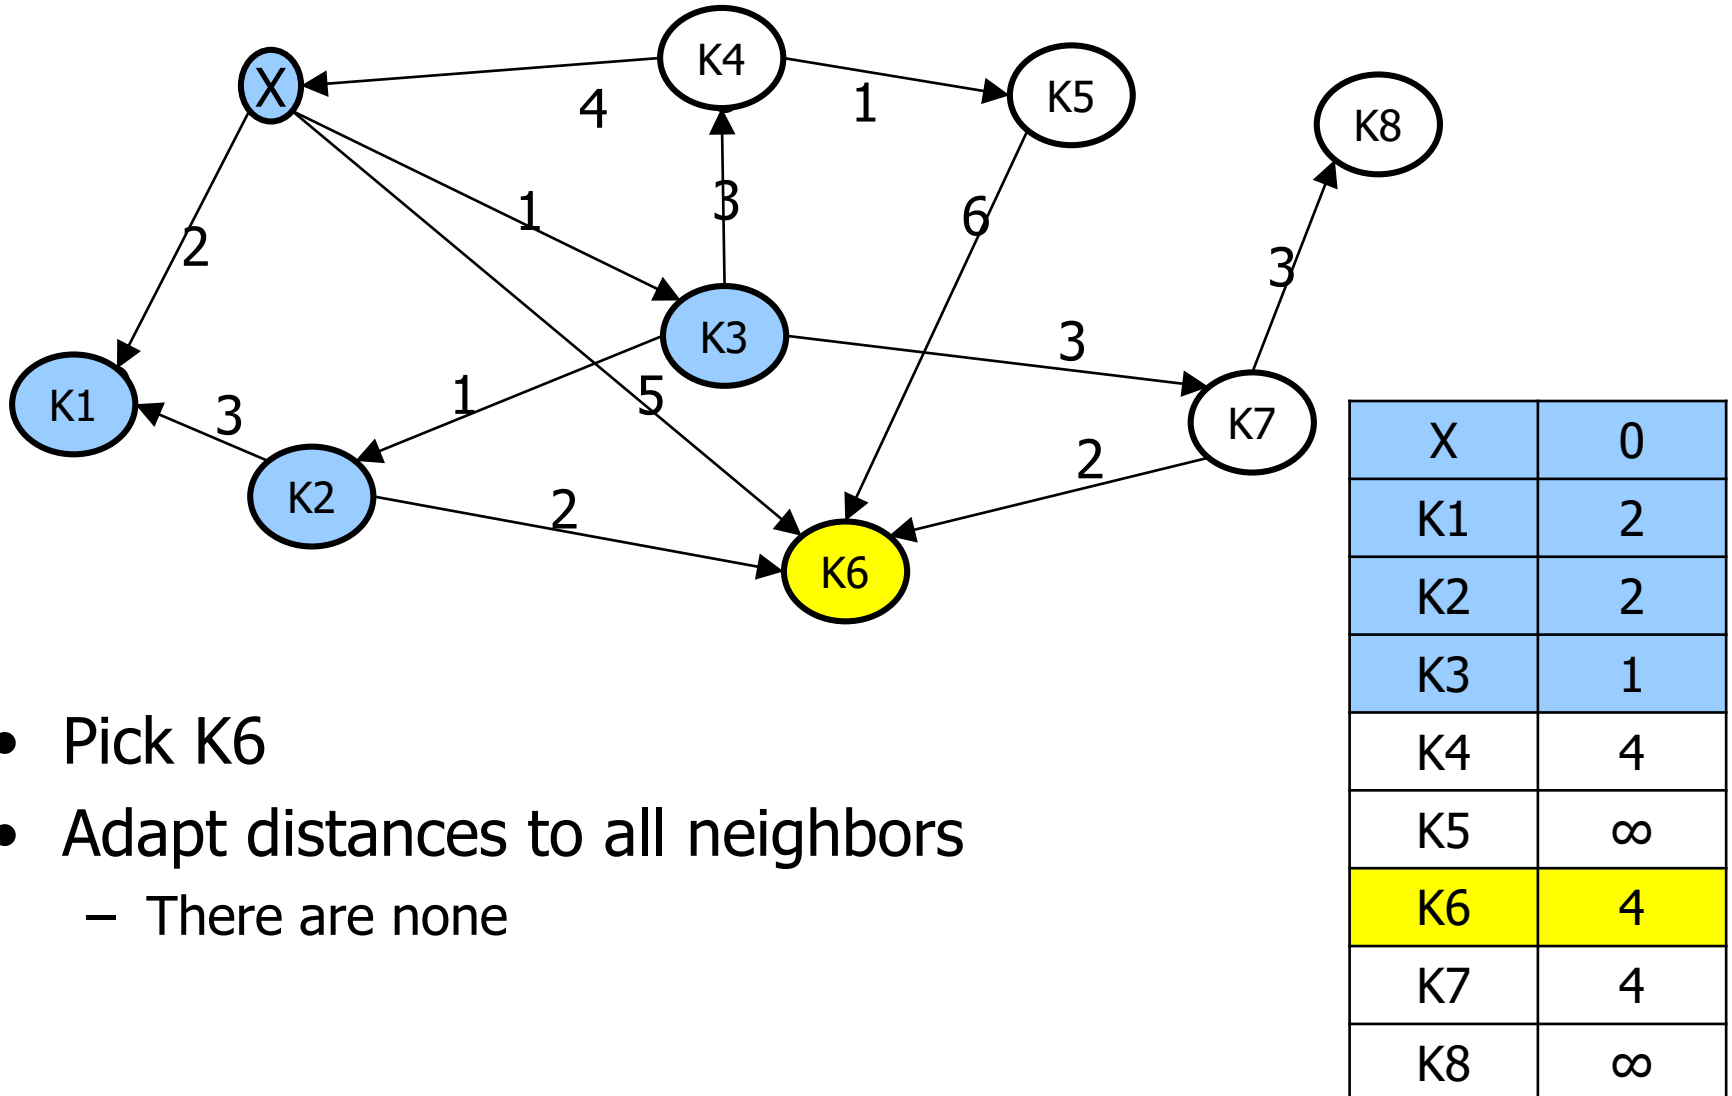 K4
X
K5
4
1
K8
1
3
6
2
3
K3
3
K1
3
1
5
K7
2
K2
2
K6
X 0
K1 2
K2 2
K3 1
K4 4
K5 ∞
K6 4
K7 4
K8 ∞
• Pick K6
• Adapt distances to all neighbors
– There are none